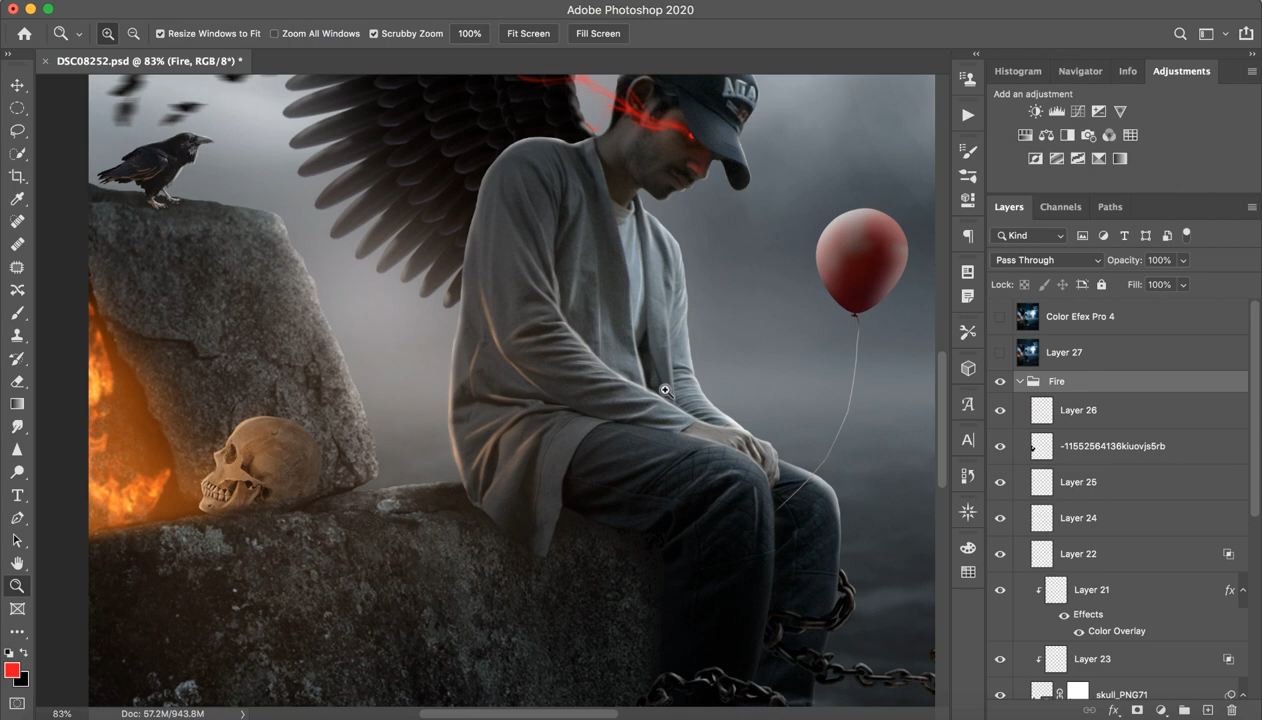 Adobe Photoshop 2020
Resize Windows to Fit
Zoom All Windows
Scrubby Zoom
100%
Fit Screen
Fill Screen
DSC08252.psd @ 83% (Fire, RGB/8*) *
Histogram
Navigator
Info
Adjustments
Add an adjustment
Layers
Channels
Paths
Kind
Pass Through
Opacity: 100%
Lock:
Fill: 100%
Color Efex Pro 4
Layer 27
Fire
Layer 26
-11552564136kiuovjs5rb
Layer 25
Layer 24
Layer 22
Layer 21
fx
Effects
Color Overlay
Layer 23
skull_PNG71
83%
Doc: 57.2M/943.8M